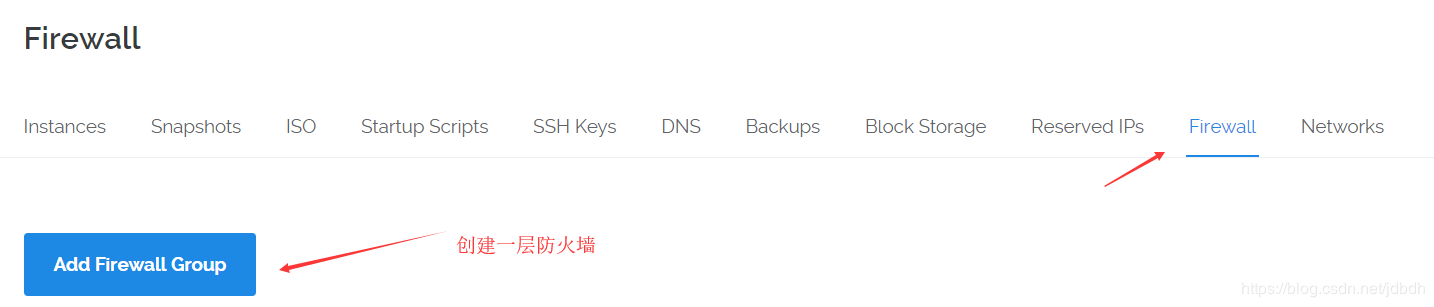 Firewall
Instances Snapshots ISO Startup Scripts SSH Keys DNS Backups Block Storage Reserved IPs Firewall Networks
创建一层防火墙
Add Firewall Group
https://blog.csdn.net/jdbdh